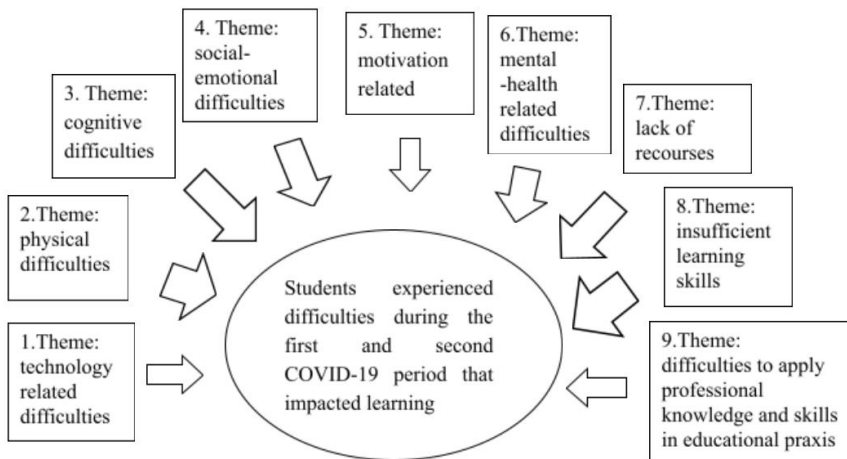 1.Theme:
technology
related
difficulties
2.Theme:
physical
difficulties
3. Theme:
cognitive
difficulties
4. Theme:
social-
emotional
difficulties
5. Theme:
motivation
related
6.Theme:
mental
-health
related
difficulties
7.Theme:
lack of
recourses
8.Theme:
insufficient
learning
skills
9.Theme:
difficulties to apply
professional
knowledge and skills
in educational praxis
Students experienced
difficulties during the
first and second
COVID-19 period that
impacted learning